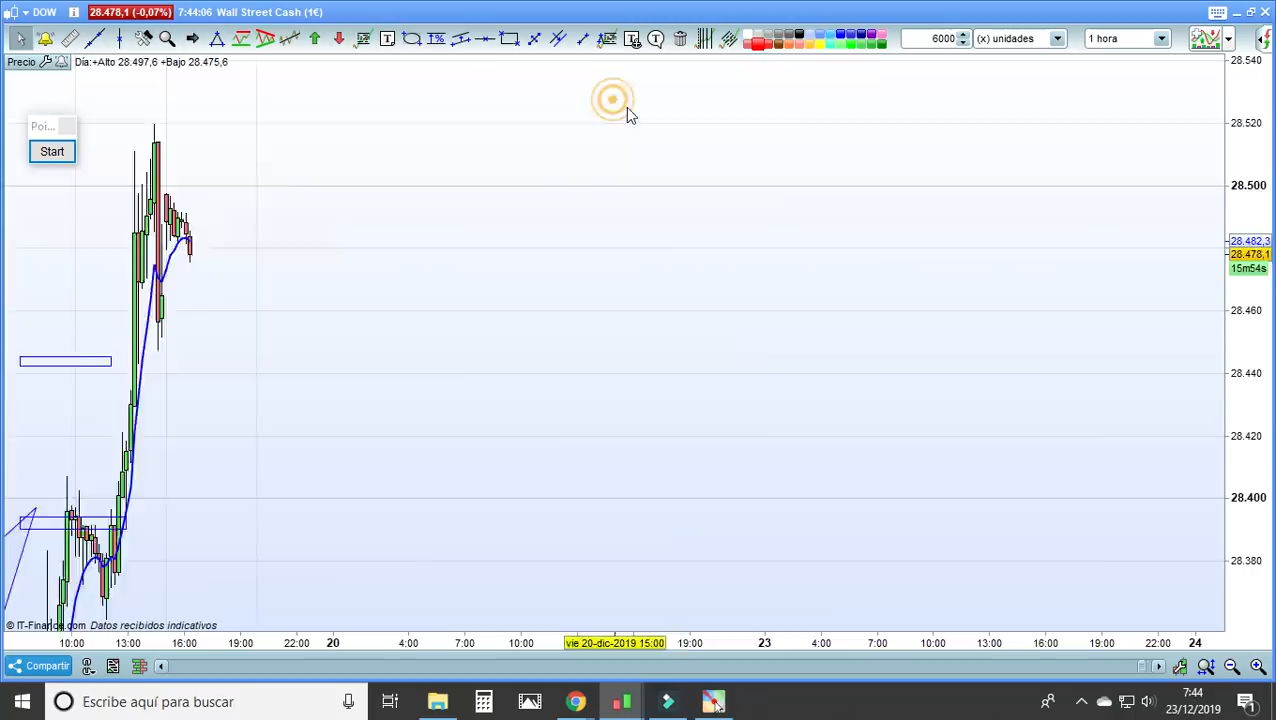 DOW 28.478,1 (-0,07%) 7:44:06 Wall Street Cash (1€)
T T T 6000 (x) unidades 1 hora
Precio Día:+Alto 28.497,6 +Bajo 28.475,6
28.540
Poi...
28.520
Start
28.500
28.482,3
28.478,1
15m54s
28.460
28.440
28.420
28.400
28.380
© IT-Finance.com Datos recibidos indicativos
10:00 13:00 16:00 19:00 22:00 20 4:00 7:00 10:00 vie 20-dic-2019 15:00 19:00 22:00 23 4:00 7:00 10:00 13:00 16:00 19:00 22:00 24
Compartir
Escribe aquí para buscar
7:44
23/12/2019
1